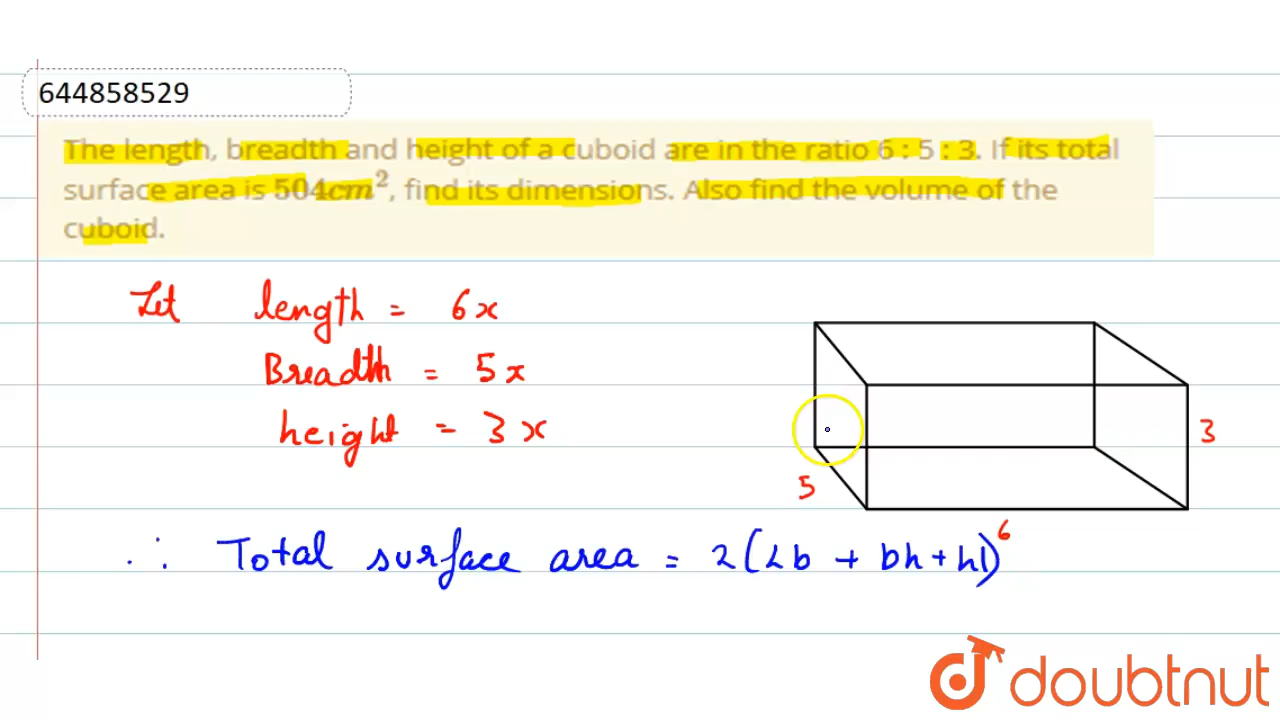 644858529
The length, breadth and height of a cuboid are in the ratio 6 : 5 : 3. If its total
surface area is 504cm², find its dimensions. Also find the volume of the
cuboid.
Let length = 6x
Breadth = 5x
height = 3x
3
5
6
∴ Total surface area = 2(Lb + bh + hl)
doubtnut